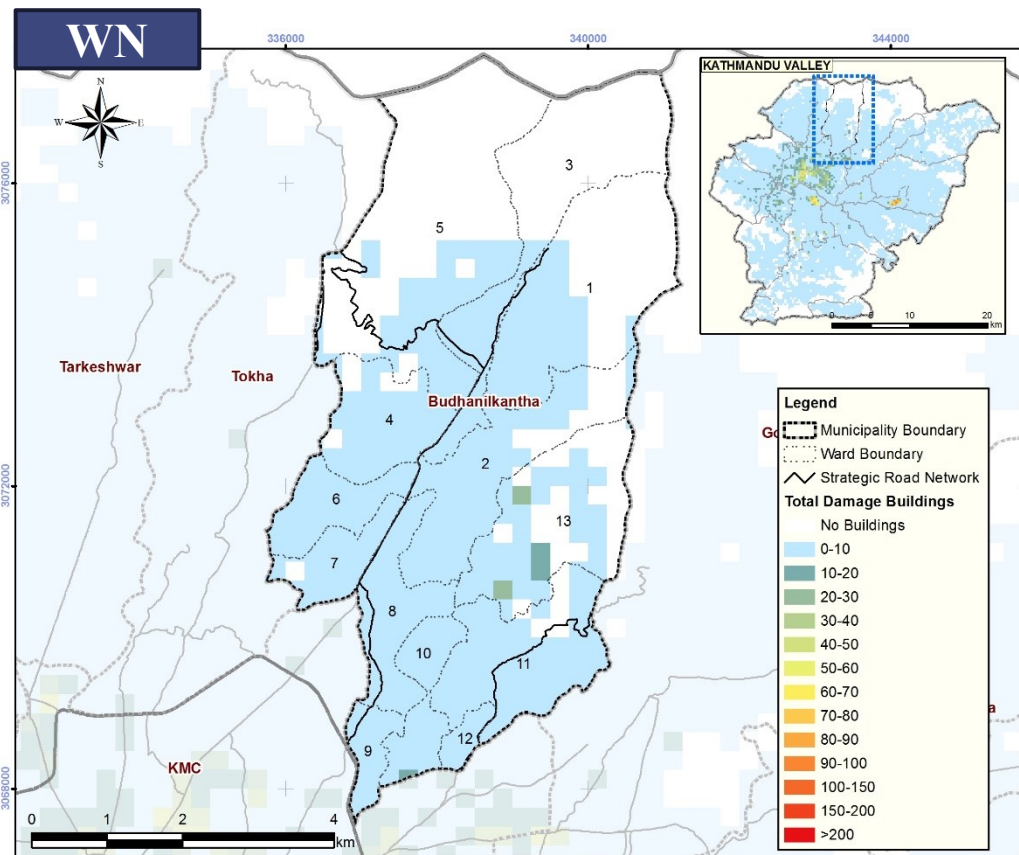 WN
336000
340000
344000
KATHMANDU VALLEY
0 5 10 20
km
N
W E
S
3076000
3072000
3068000
3
5
1
Tarkeshwar
Tokha
Budhanilkantha
4
2
6
13
7
8
10
11
12
9
KMC
Legend
Municipality Boundary
Ward Boundary
Strategic Road Network
Total Damage Buildings
No Buildings
0-10
10-20
20-30
30-40
40-50
50-60
60-70
70-80
80-90
90-100
100-150
150-200
>200
0 1 2 4
km